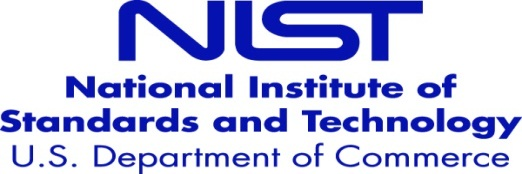 NIST
National Institute of
Standards and Technology
U.S. Department of Commerce